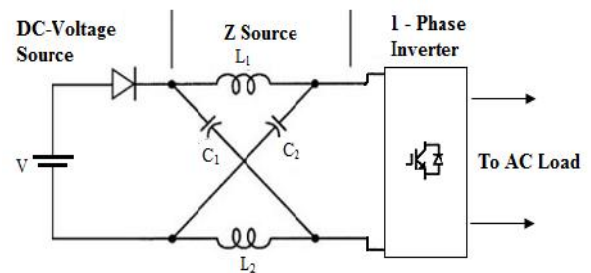 DC-Voltage
Source
Z Source
L1
1 - Phase
Inverter
C1
C2
V
To AC Load
L2